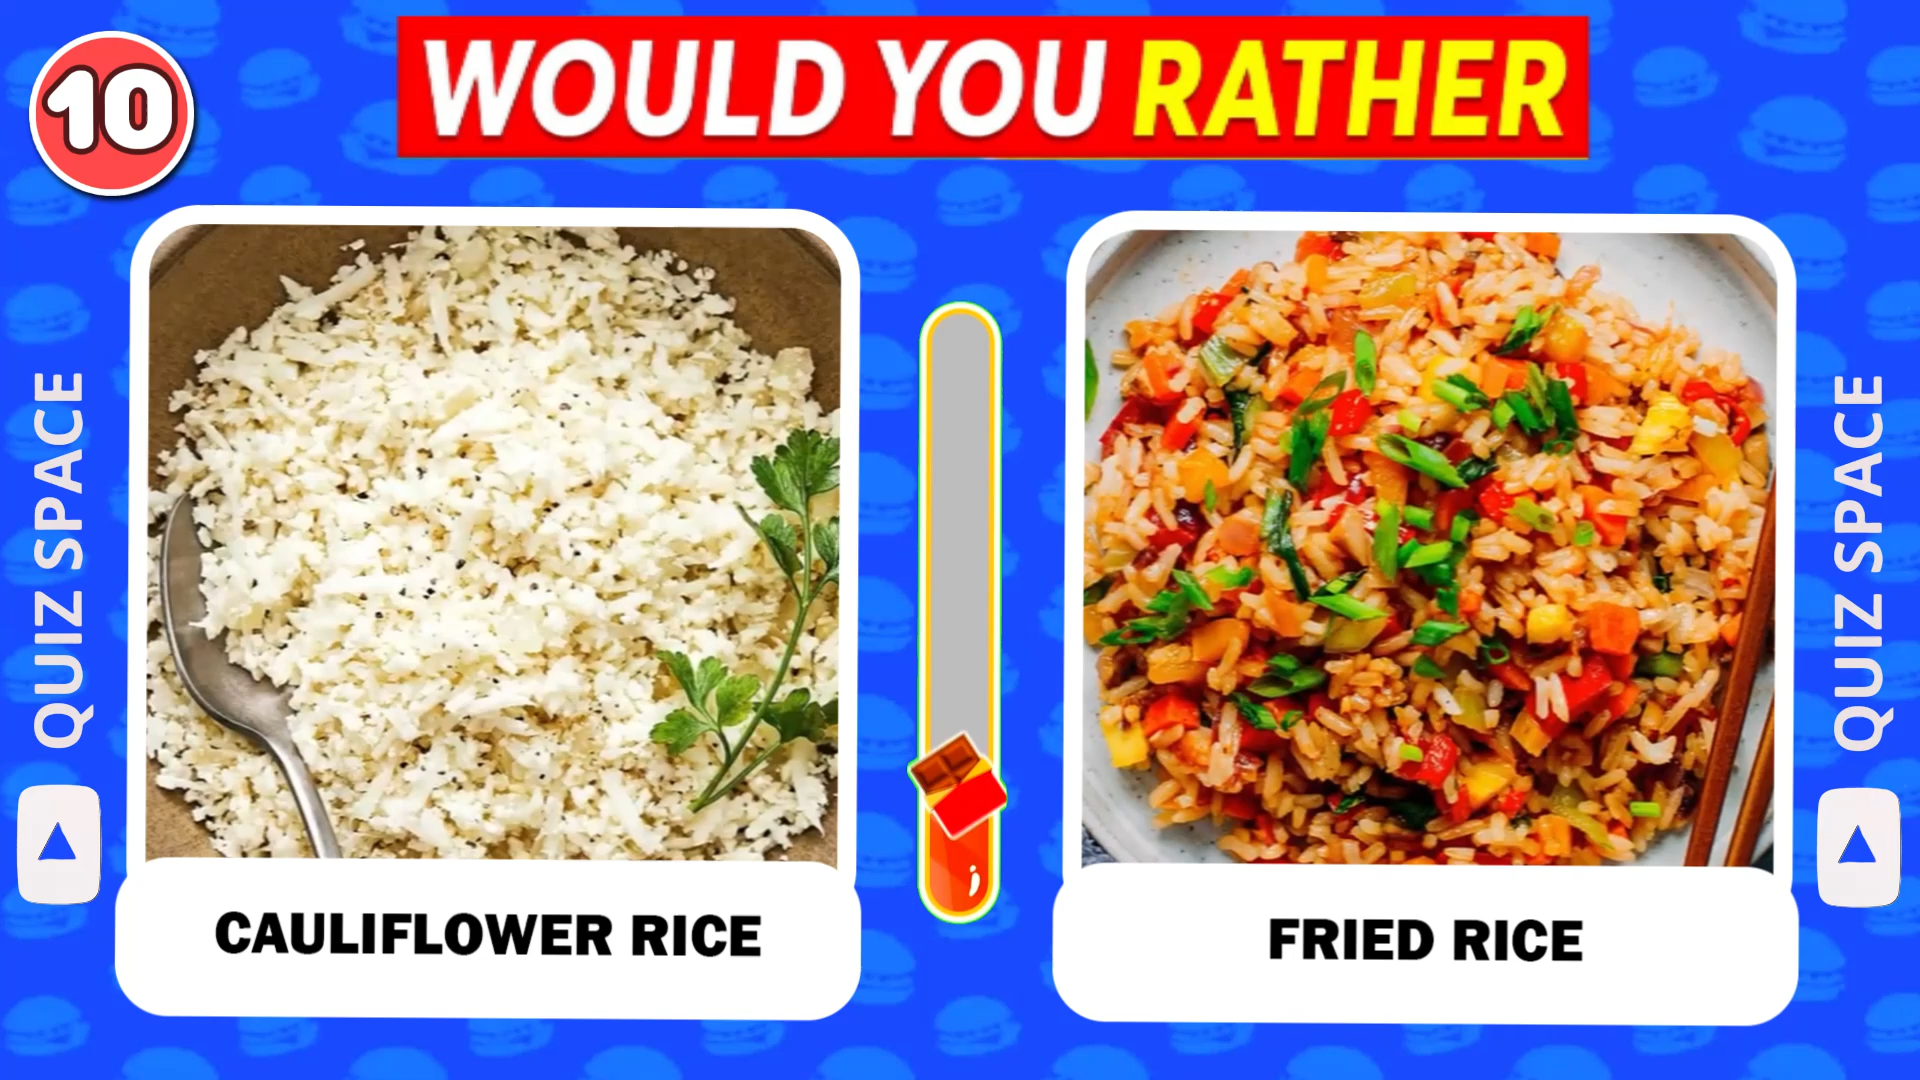 10
WOULD YOU RATHER
QUIZ SPACE
QUIZ SPACE
CAULIFLOWER RICE
FRIED RICE